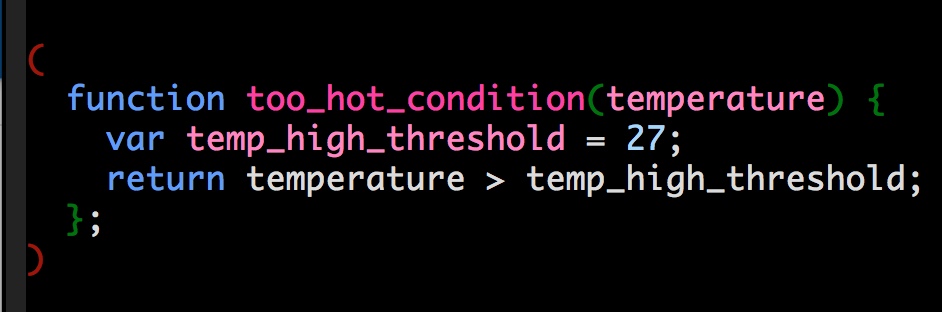 (
function too_hot_condition(temperature) {
var temp_high_threshold = 27;
return temperature > temp_high_threshold;
};
)